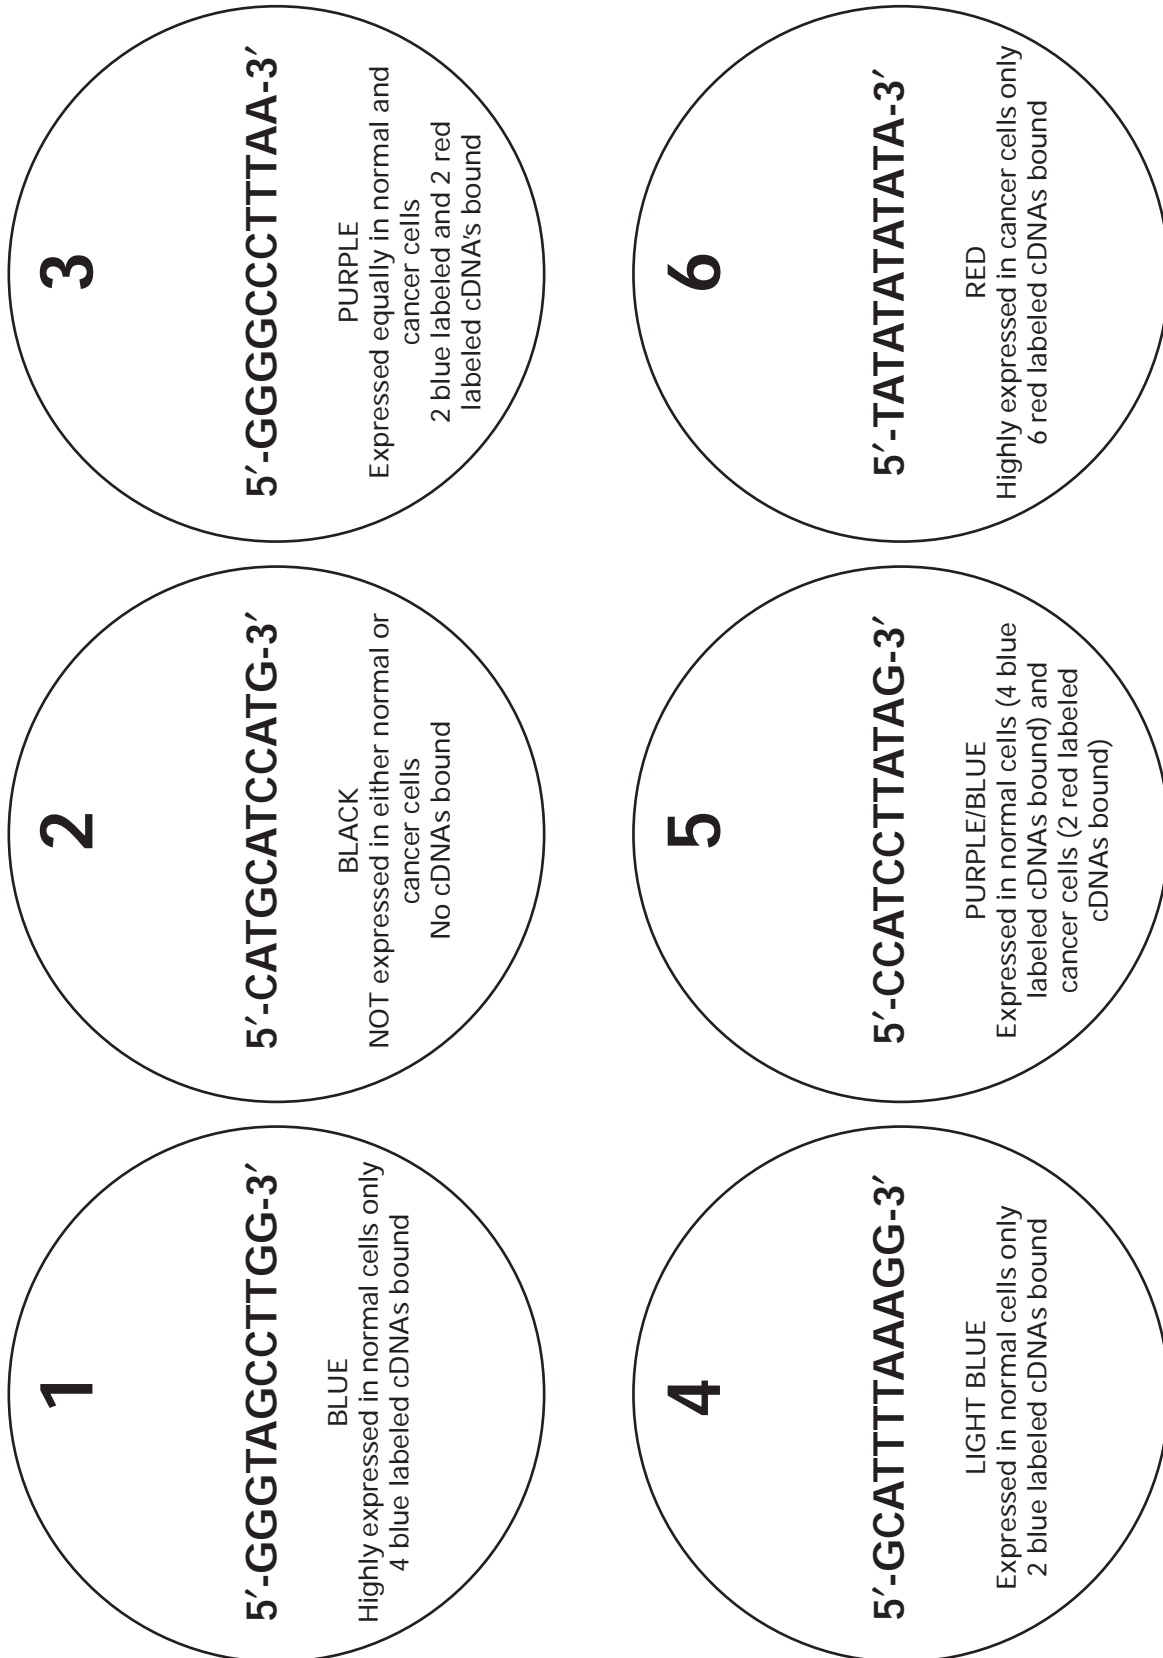 1
5′-GGGTAGCCTTGG-3′
BLUE
Highly expressed in normal cells only
4 blue labeled cDNAs bound
2
5′-CATGCATCCATG-3′
BLACK
NOT expressed in either normal or
cancer cells
No cDNAs bound
3
5′-GGGGCCCTTTAA-3′
PURPLE
Expressed equally in normal and
cancer cells
2 blue labeled and 2 red
labeled cDNA's bound
4
5′-GCATTTTAAAGG-3′
LIGHT BLUE
Expressed in normal cells only
2 blue labeled cDNAs bound
5
5′-CCATCCTTATAG-3′
PURPLE/BLUE
Expressed in normal cells (4 blue
labeled cDNAs bound) and
cancer cells (2 red labeled
cDNAs bound)
6
5′-TATATATATATA-3′
RED
Highly expressed in cancer cells only
6 red labeled cDNAs bound